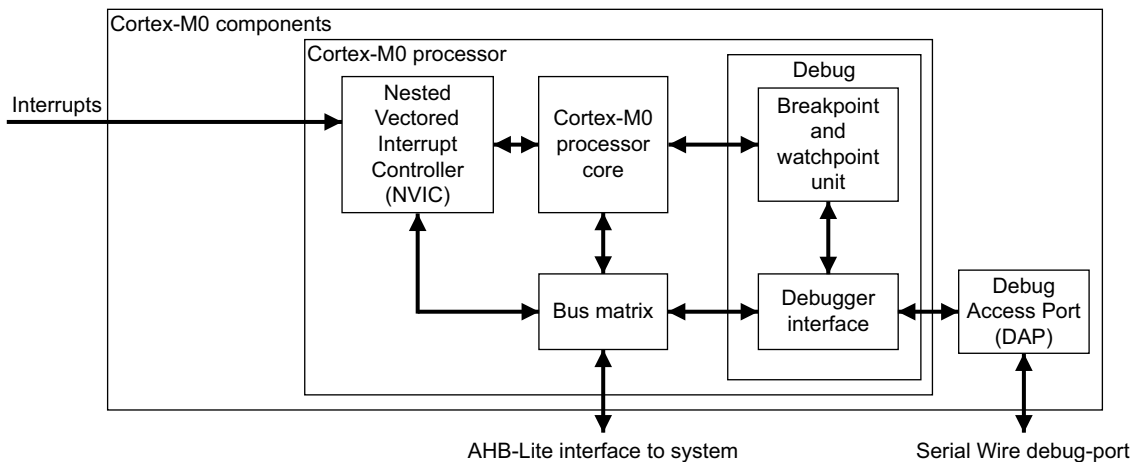 Cortex-M0 components
Cortex-M0 processor
Interrupts
Nested
Vectored
Interrupt
Controller
(NVIC)
Cortex-M0
processor
core
Debug
Breakpoint
and
watchpoint
unit
Bus matrix
Debugger
interface
Debug
Access Port
(DAP)
AHB-Lite interface to system
Serial Wire debug-port